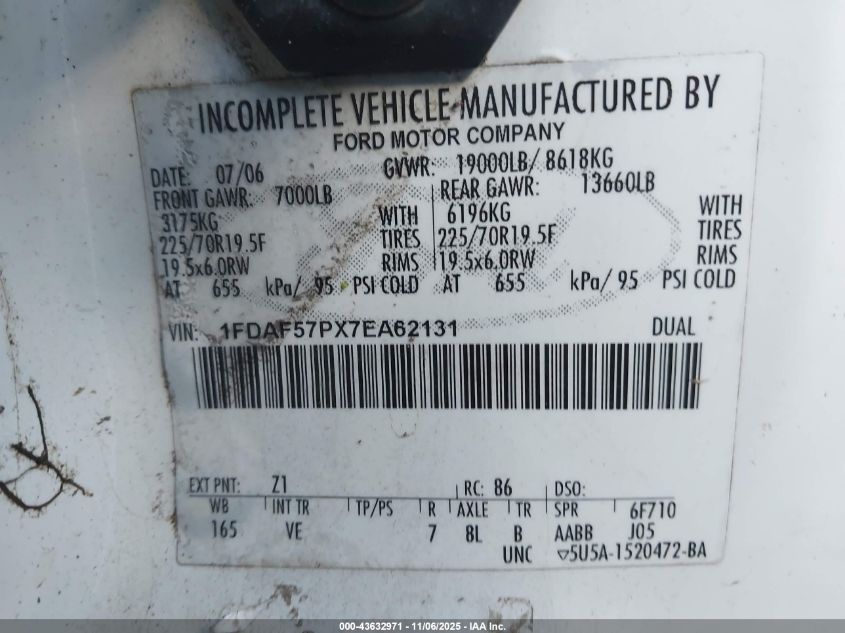 INCOMPLETE VEHICLE MANUFACTURED BY
FORD MOTOR COMPANY
DATE: 07/06 GVWR: 19000LB/ 8618KG
FRONT GAWR: 7000LB REAR GAWR: 13660LB
3175KG WITH 6196KG WITH
225/70R19.5F TIRES 225/70R19.5F TIRES
19.5x6.0RW RIMS 19.5x6.0RW RIMS
AT 655 kPa/ 95 PSI COLD AT 655 kPa/ 95 PSI COLD
VIN: 1FDAF57PX7EA62131 DUAL
EXT PNT: Z1 RC: 86 DSO:
WB INT TR TP/PS R AXLE TR SPR 6F710
165 VE 7 8L B AABB J05
UNC ▽5U5A-1520472-BA
000-43632971 - 11/06/2025 - IAA Inc.